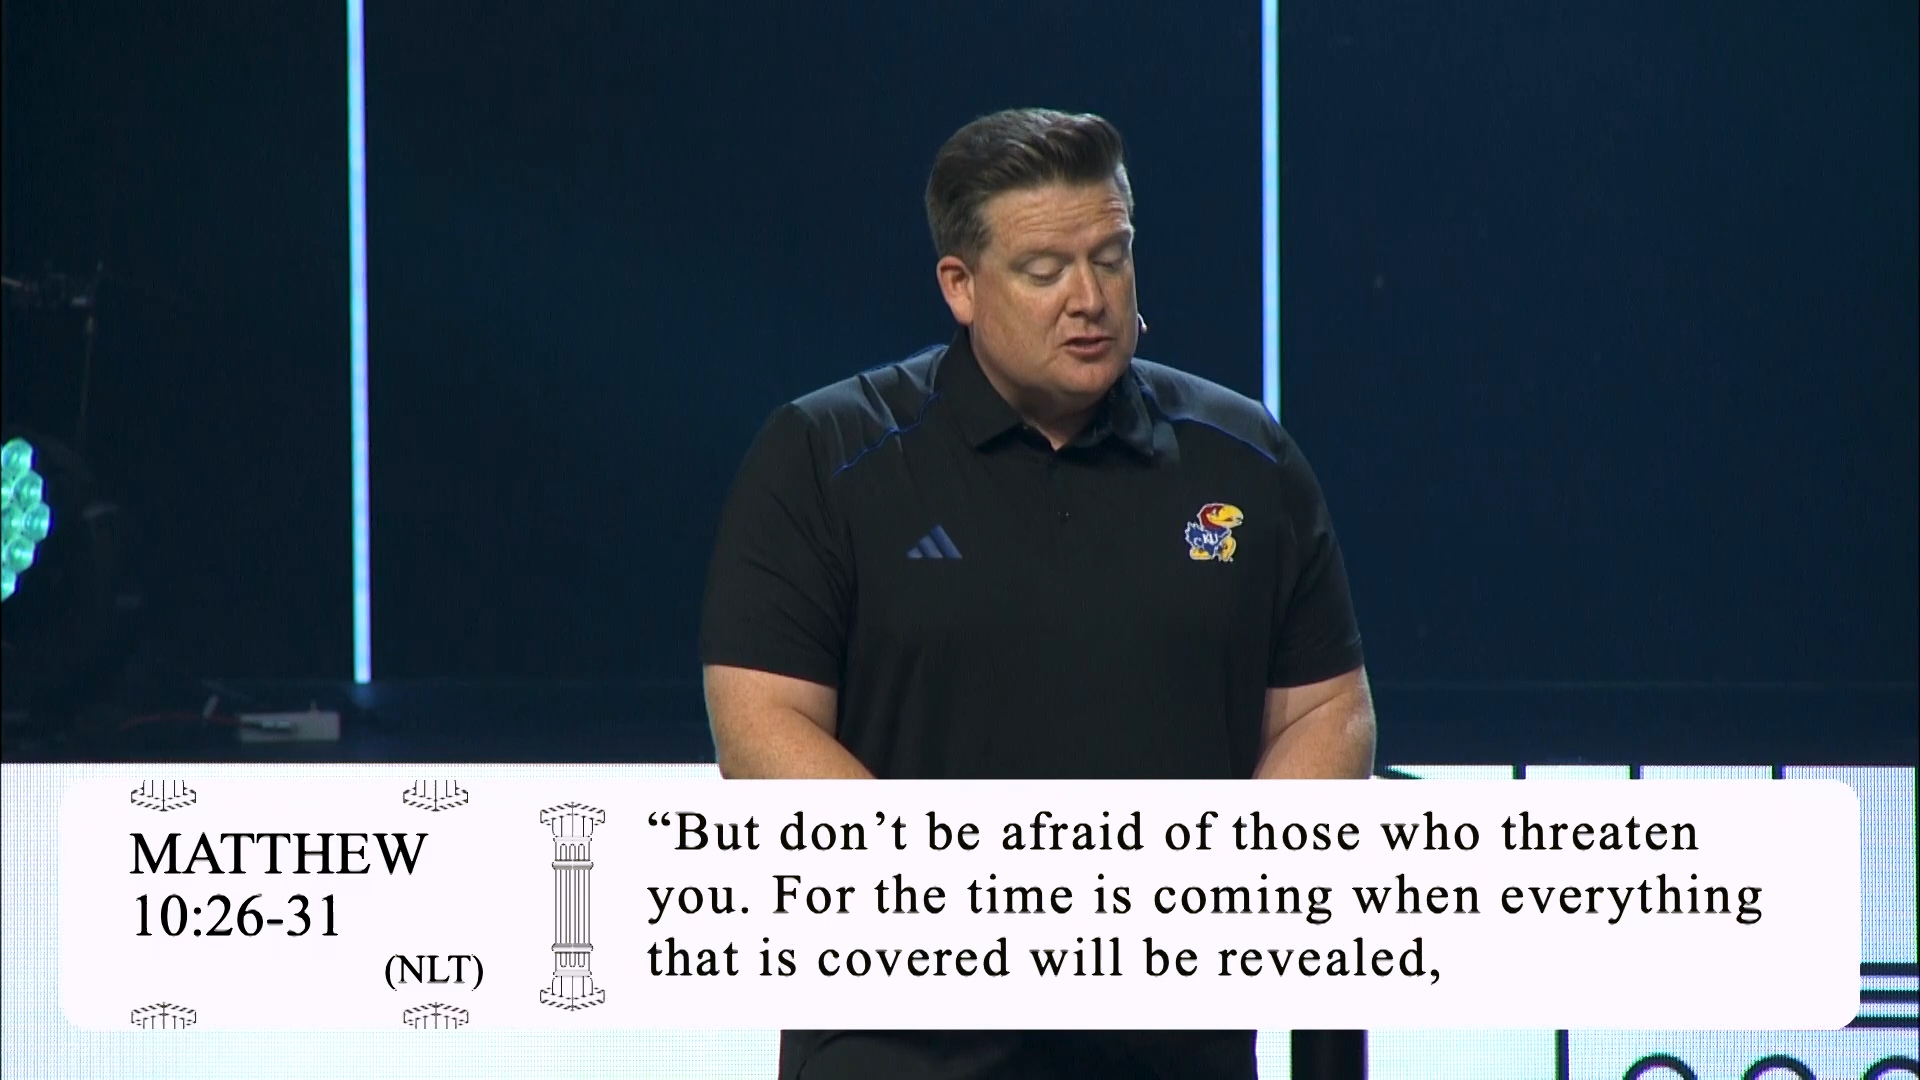 KU
MATTHEW
10:26-31
(NLT)
“But don’t be afraid of those who threaten
you. For the time is coming when everything
that is covered will be revealed,